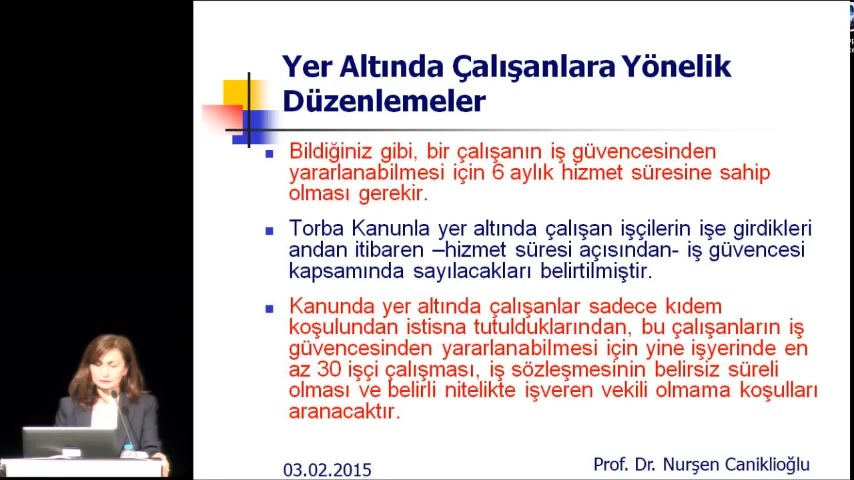 Yer Altında Çalışanlara Yönelik
Düzenlemeler
Bildiğiniz gibi, bir çalışanın iş güvencesinden
yararlanabilmesi için 6 aylık hizmet süresine sahip
olması gerekir.
Torba Kanunla yer altında çalışan işçilerin işe girdikleri
andan itibaren –hizmet süresi açısından- iş güvencesi
kapsamında sayılacakları belirtilmiştir.
Kanunda yer altında çalışanlar sadece kıdem
koşulundan istisna tutulduklarından, bu çalışanların iş
güvencesinden yararlanabilmesi için yine işyerinde en
az 30 işçi çalışması, iş sözleşmesinin belirsiz süreli
olması ve belirli nitelikte işveren vekili olmama koşulları
aranacaktır.
03.02.2015
Prof. Dr. Nurşen Caniklioğlu